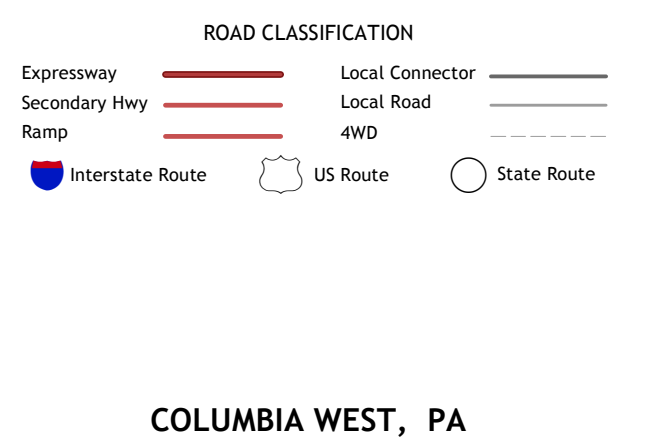 ROAD CLASSIFICATION
Expressway Local Connector
Secondary Hwy Local Road
Ramp 4WD
Interstate Route US Route State Route
COLUMBIA WEST, PA